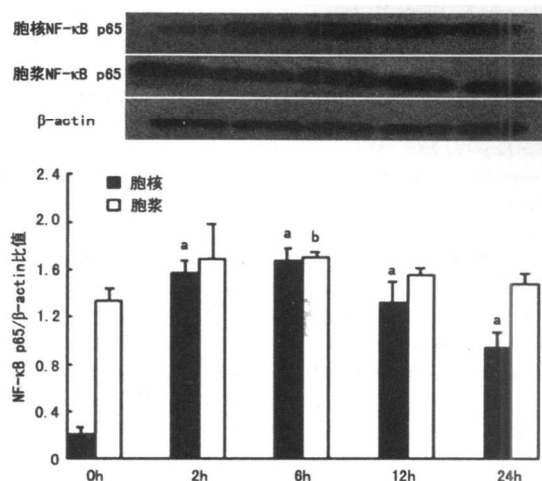 胞核NF-κB p65
胞浆NF-κB p65
β-actin
NF-κB p65/β-actin比值
2.4
2.0
1.6
1.2
0.8
0.4
0
胞核
胞浆
a
a
b
a
a
0h
2h
6h
12h
24h